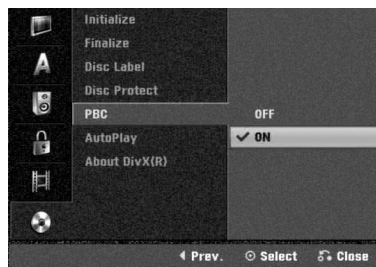 Initialize
Finalize
Disc Label
Disc Protect
PBC
OFF
ON
AutoPlay
About DivX(R)
A
Prev.
Select
Close